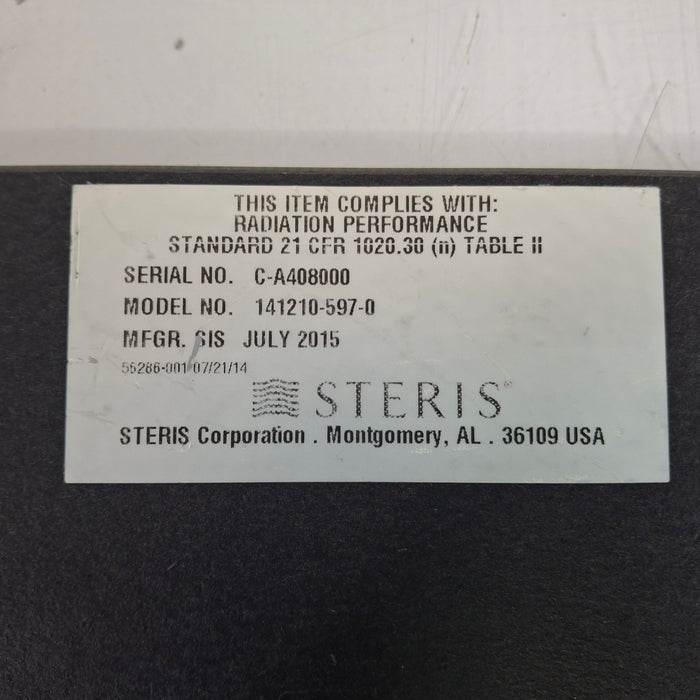 THIS ITEM COMPLIES WITH:
RADIATION PERFORMANCE
STANDARD 21 CFR 1020.30 (n) TABLE II
SERIAL NO. C-A408000
MODEL NO. 141210-597-0
MFGR. SIS JULY 2015
55286-001 07/21/14
STERIS®
STERIS Corporation . Montgomery, AL . 36109 USA